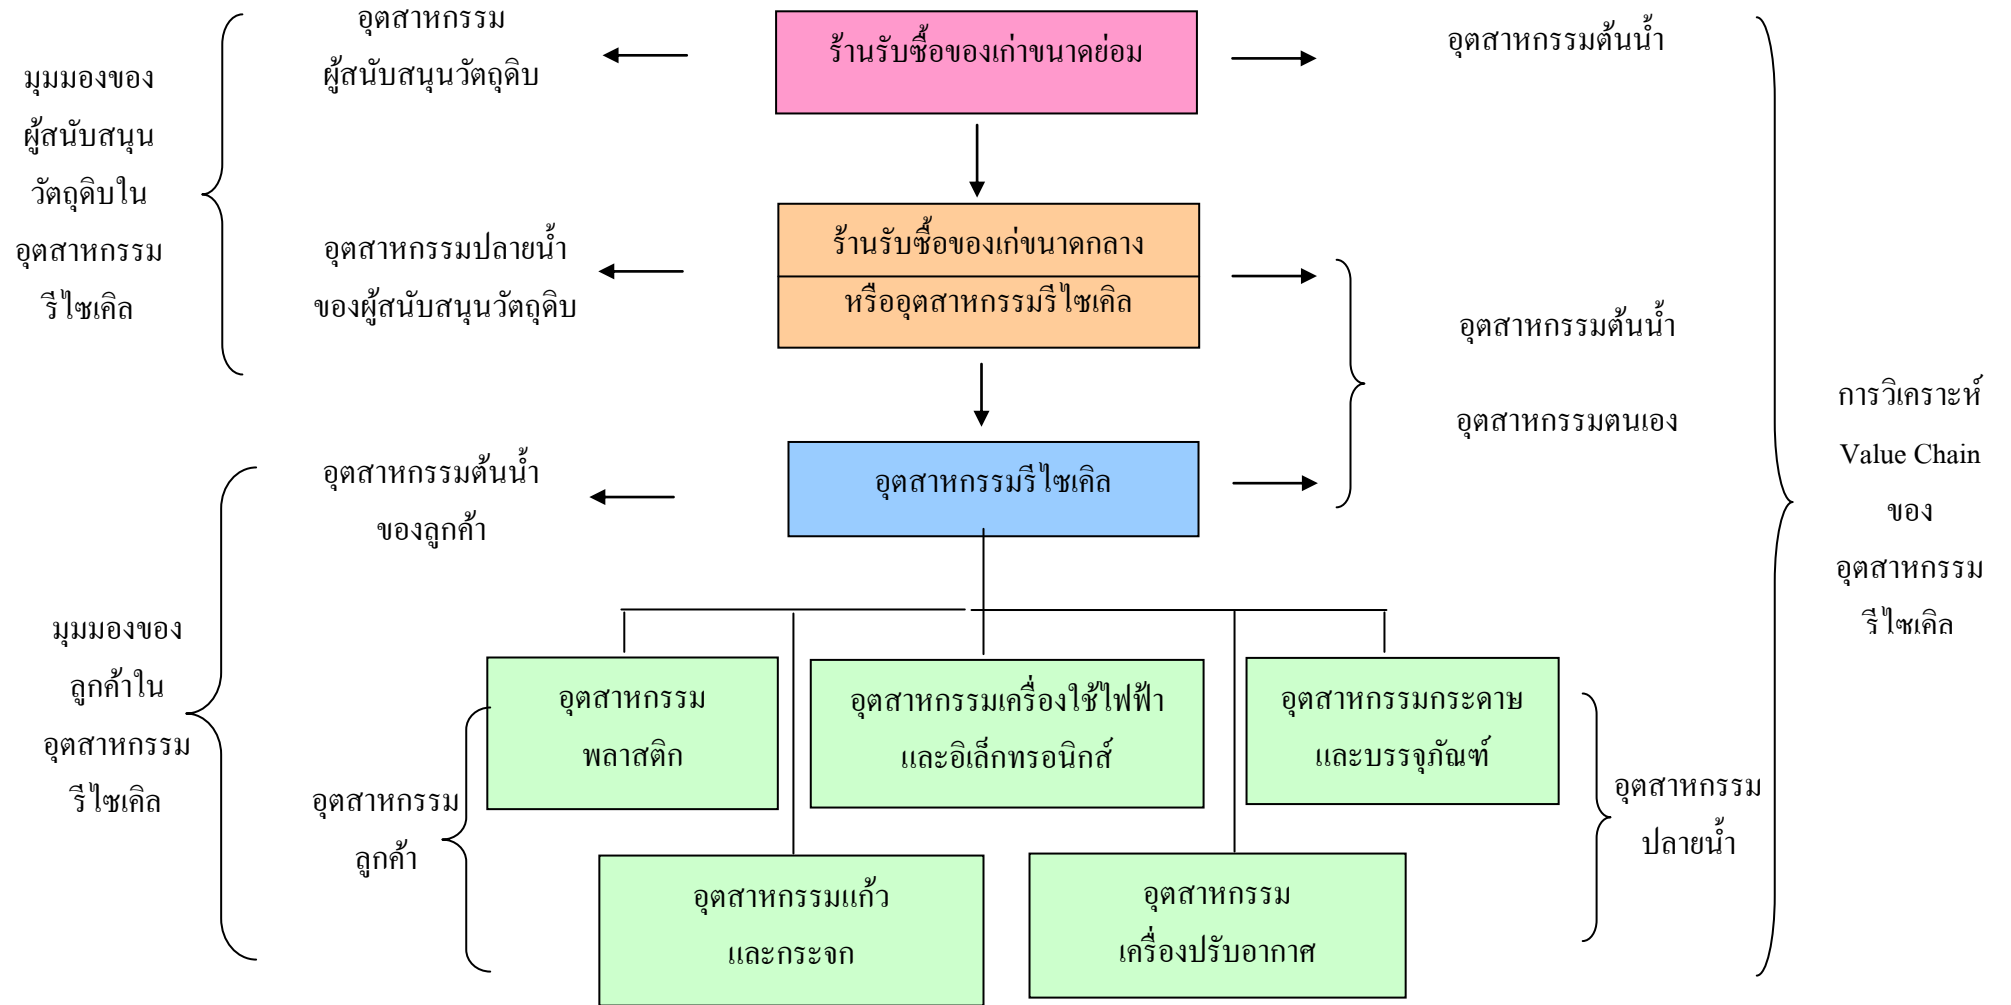 มุมมองของ
ผู้สนับสนุน
วัตถุดิบใน
อุตสาหกรรม
รีไซเคิล
อุตสาหกรรม
ผู้สนับสนุนวัตถุดิบ
ร้านรับซื้อของเก่าขนาดย่อม
อุตสาหกรรมต้นน้ำ
อุตสาหกรรมปลายน้ำ
ของผู้สนับสนุนวัตถุดิบ
ร้านรับซื้อของเก่ขนาดกลาง
หรืออุตสาหกรรมรีไซเคิล
อุตสาหกรรมต้นน้ำ
อุตสาหกรรมตนเอง
การวิเคราะห์
Value Chain
ของ
อุตสาหกรรม
รีไซเคิล
อุตสาหกรรมต้นน้ำ
ของลูกค้า
อุตสาหกรรมรีไซเคิล
มุมมองของ
ลูกค้าใน
อุตสาหกรรม
รีไซเคิล
อุตสาหกรรม
ลูกค้า
อุตสาหกรรม
พลาสติก
อุตสาหกรรมเครื่องใช้ไฟฟ้า
และอิเล็กทรอนิกส์
อุตสาหกรรมกระดาษ
และบรรจุภัณฑ์
อุตสาหกรรม
ปลายน้ำ
อุตสาหกรรมแก้ว
และกระจก
อุตสาหกรรม
เครื่องปรับอากาศ